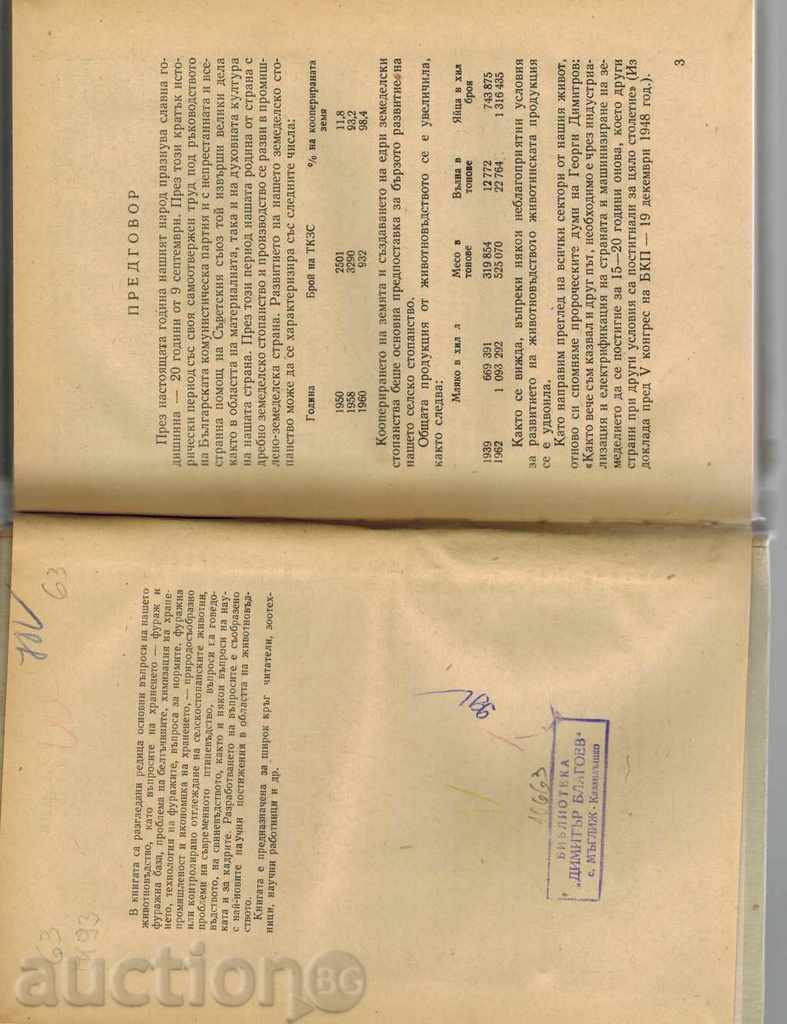 63
93
63
В книгата са разгледани редица основни въпроси на нашето
животновъдство, като въпросите на храненето — фураж и
фуражна база, проблема на белтъчините, химизация на хране-
нето, технология на фуражите, въпроса за нормите, фуражна
промишленост и икономика на храненето, — природосъобразно
или контролирано отглеждане на селскостопанските животни,
проблеми на съвременното птицевъдство, въпроси на говедо-
въдството, на свиневъдството, както и някои въпроси на нау-
ката и за кадрите. Разработването на въпросите е съобразено
с най-новите научни постижения в областта на животновъд-
ството.
Книгата е предназначена за широк кръг читатели, зоотех-
ници, научни работници и др.
БИБЛИОТЕКА
„ДИМИТЪР БЛАГОЕВ"
с. МЪГЛИЖ - Казанлъшко
auction BG
ПРЕДГОВОР
През настоящата година нашият народ празнува славна го-
дишнина — 20 години от 9 септември. През този кратък исто-
рически период със своя самоотвержен труд под ръководството
на Българската комунистическа партия и с непрестанната и все-
странна помощ на Съветския съюз той извърши велики дела
както в областта на материалната, така и на духовната култура
на нашата страна. През този период нашата родина от страна с
дребно земеделско стопанство и производство се разви в промиш-
лено-земеделска страна. Развитието на нашето земеделско сто-
панство може да се характеризира със следните числа:
Година Брой на ТКЗС % на кооперираната
земя
1950 2501 11,8
1958 3290 93,2
1960 932 98,4
Кооперирането на земята и създаването на едри земеделски
стопанства беше основна предпоставка за бързото развитие на
нашето селско стопанство.
Общата продукция от животновъдството се е увеличила,
както следва:
Мляко в хил л Месо в тонове Вълна в тонове Яйца в хил броя
1939 669 391 319 854 12 772 743 875
1962 1 093 292 525 070 22 764 1 316 435
Както се вижда, въпреки някои неблагоприятни условия
за развитието на животновъдството животинската продукция
се е удвоила.
Като направим преглед на всички сектори от нашия живот,
отново си спомняме пророческите думи на Георги Димитров:
«Както вече съм казвал и друг път, необходимо е чрез индустриа-
лизация и електрификация на страната и машинизиране на зе-
меделието да се постигне за 15—20 години онова, което други
страни при други условия са постигнали за цяло столетие» (Из
доклада пред V конгрес на БКП — 19 декември 1948 год.).
3